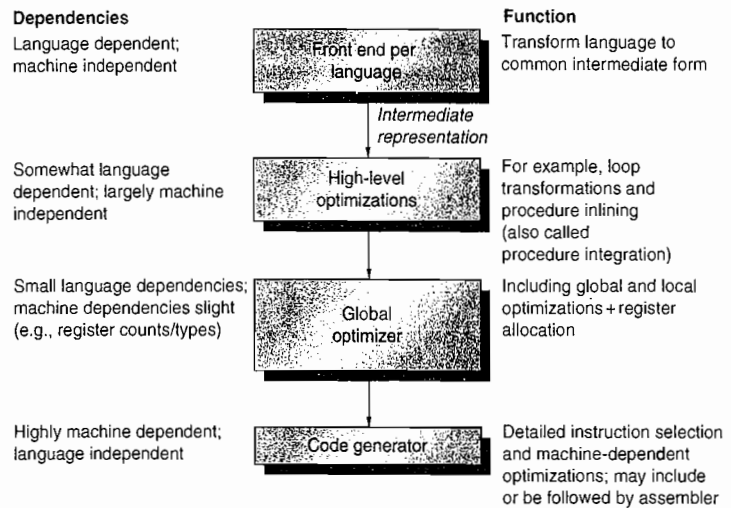 Dependencies
Function
Language dependent;
machine independent
Front end per
language
Transform language to
common intermediate form
Intermediate
representation
Somewhat language
dependent; largely machine
independent
High-level
optimizations
For example, loop
transformations and
procedure inlining
(also called
procedure integration)
Small language dependencies;
machine dependencies slight
(e.g., register counts/types)
Global
optimizer
Including global and local
optimizations + register
allocation
Highly machine dependent;
language independent
Code generator
Detailed instruction selection
and machine-dependent
optimizations; may include
or be followed by assembler